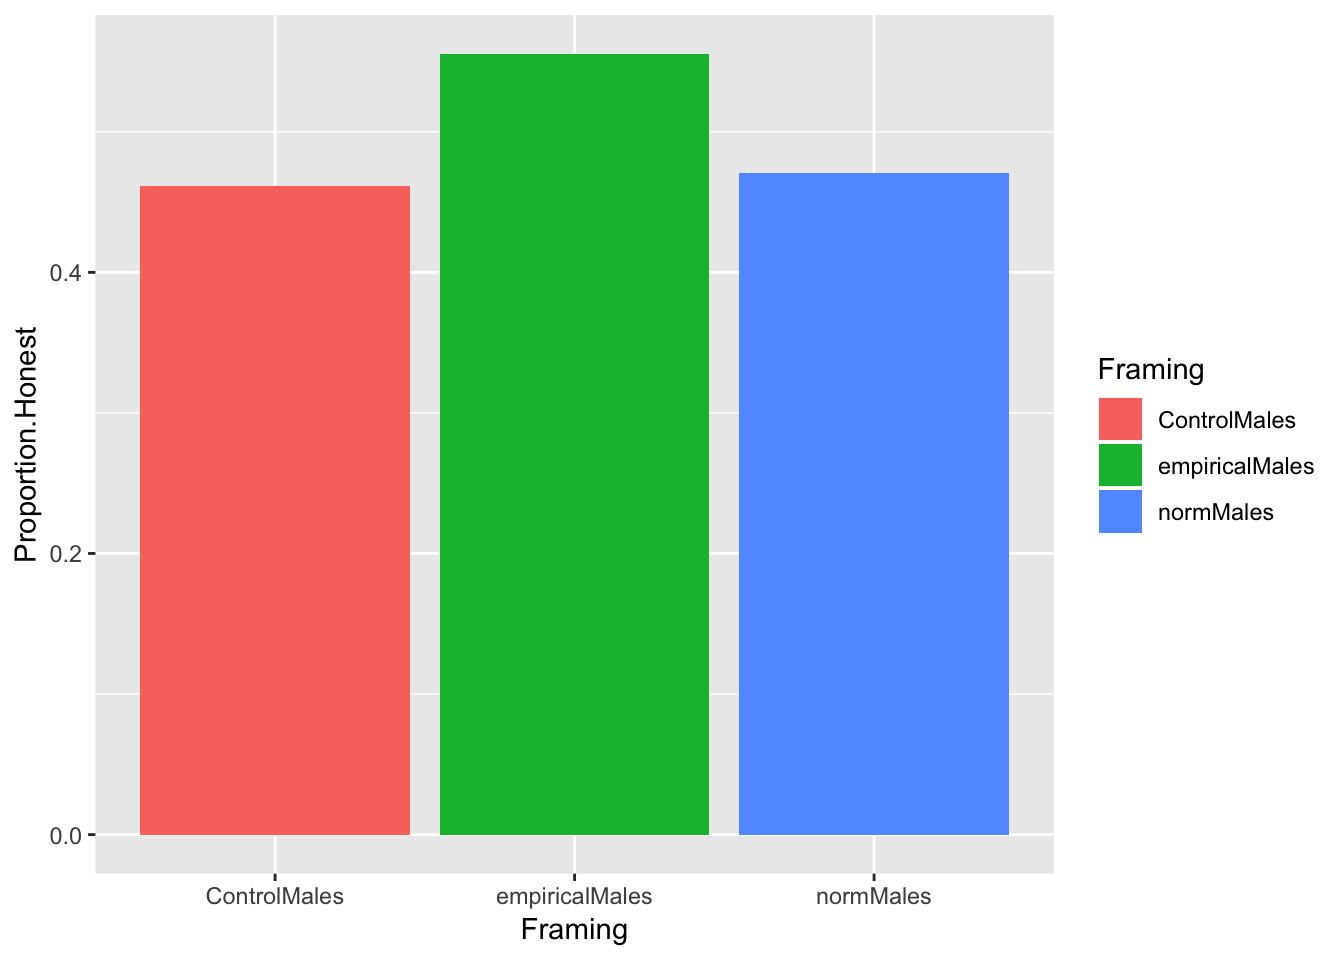 Proportion.Honest
0.4
0.2
0.0
ControlMales
empiricalMales
normMales
Framing
Framing
ControlMales
empiricalMales
normMales